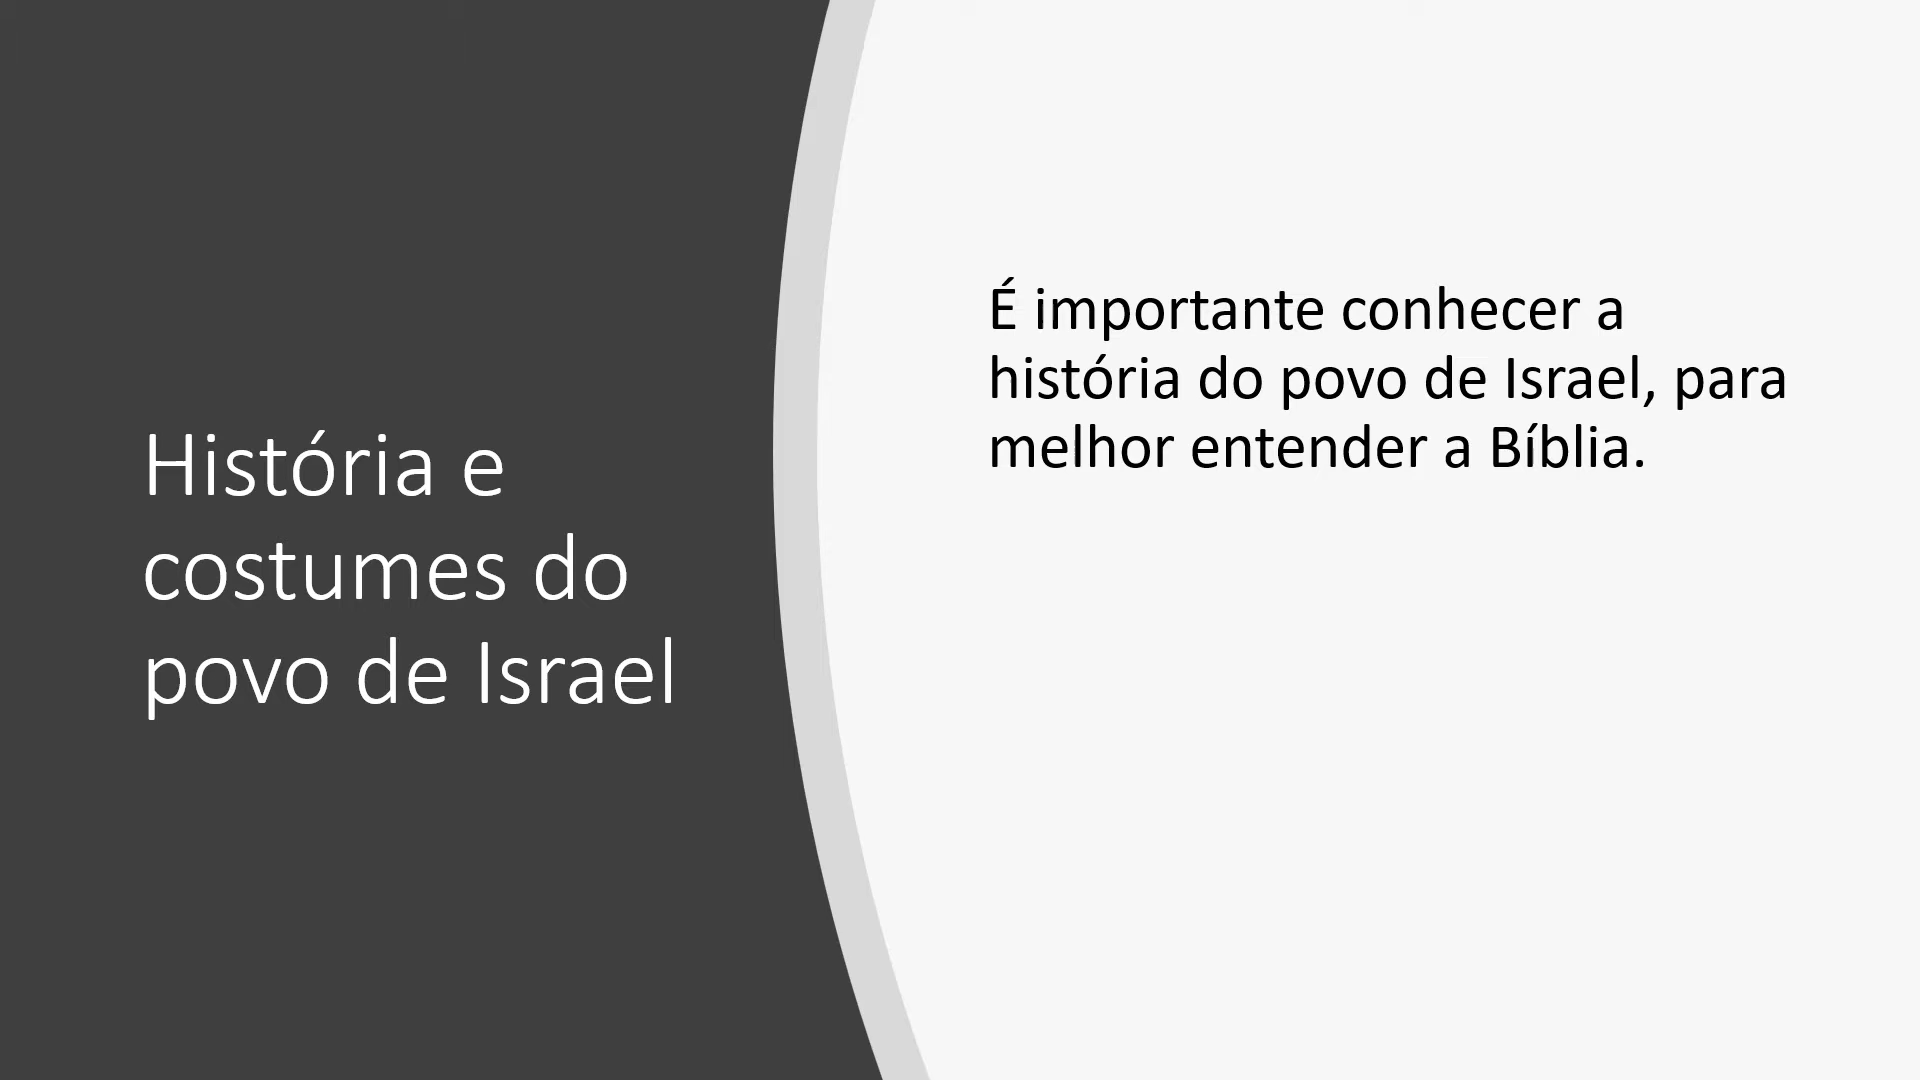 História e
costumes do
povo de Israel
É importante conhecer a
história do povo de Israel, para
melhor entender a Bíblia.